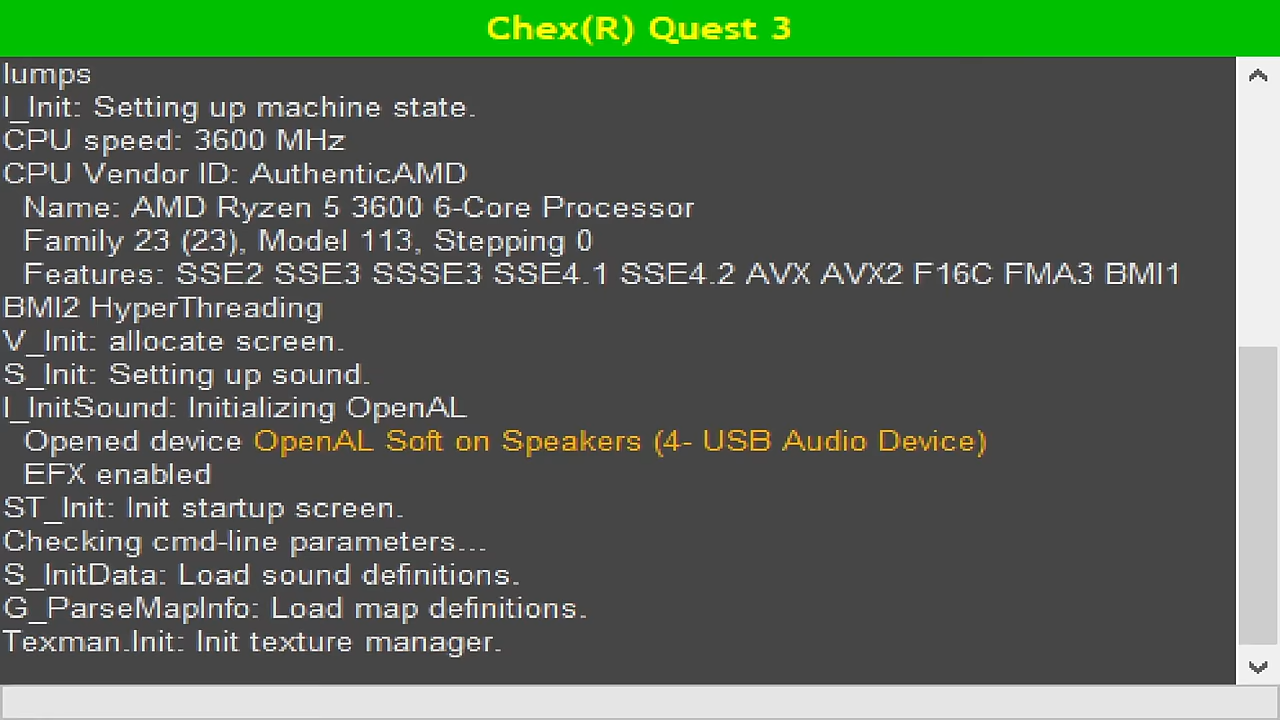 Chex(R) Quest 3
lumps
I_Init: Setting up machine state.
CPU speed: 3600 MHz
CPU Vendor ID: AuthenticAMD
Name: AMD Ryzen 5 3600 6-Core Processor
Family 23 (23), Model 113, Stepping 0
Features: SSE2 SSE3 SSSE3 SSE4.1 SSE4.2 AVX AVX2 F16C FMA3 BMI1
BMI2 HyperThreading
V_Init: allocate screen.
S_Init: Setting up sound.
I_InitSound: Initializing OpenAL
Opened device OpenAL Soft on Speakers (4- USB Audio Device)
EFX enabled
ST_Init: Init startup screen.
Checking cmd-line parameters...
S_InitData: Load sound definitions.
G_ParseMapInfo: Load map definitions.
Texman.Init: Init texture manager.